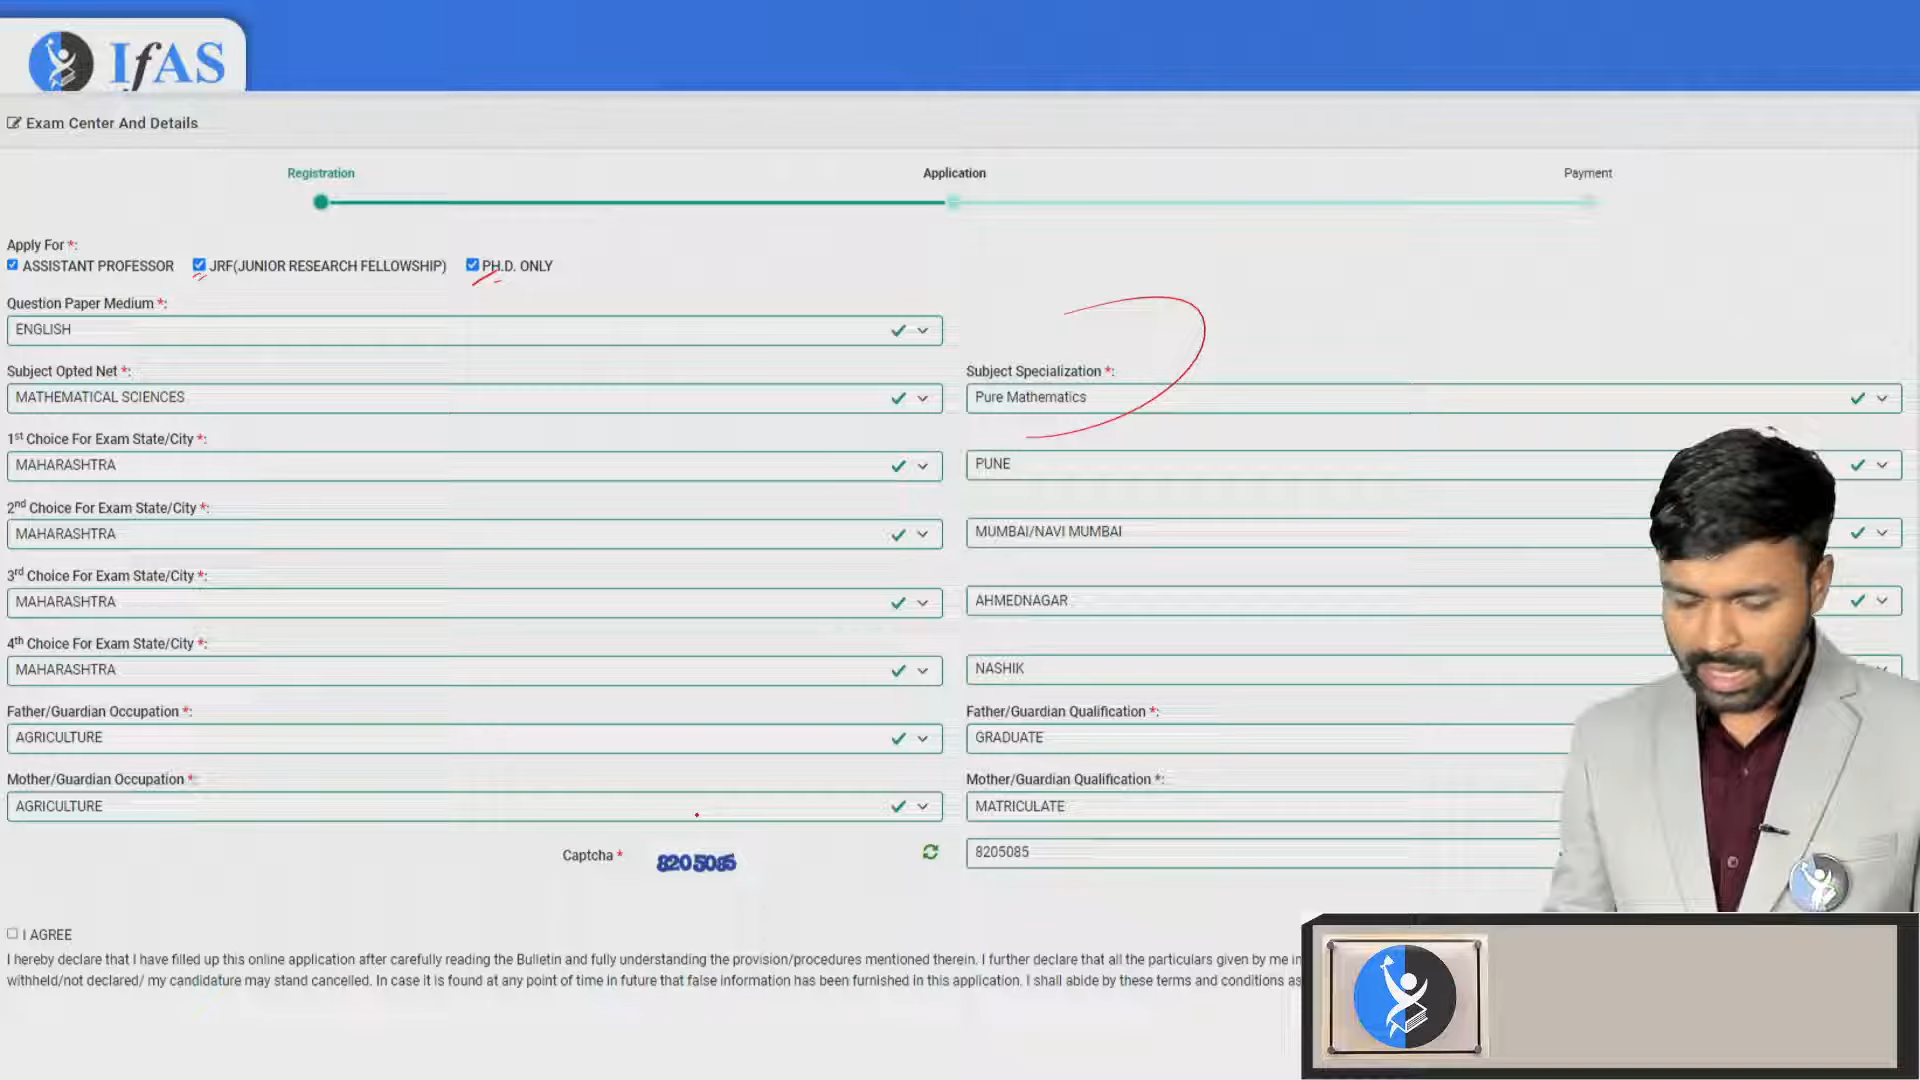 IfAS
Exam Center And Details
Registration
Application
Payment
Apply For *:
ASSISTANT PROFESSOR JRF(JUNIOR RESEARCH FELLOWSHIP) PH.D. ONLY
Question Paper Medium *:
ENGLISH
Subject Opted Net *:
Subject Specialization *:
MATHEMATICAL SCIENCES
Pure Mathematics
1st Choice For Exam State/City *:
MAHARASHTRA
PUNE
2nd Choice For Exam State/City *:
MAHARASHTRA
MUMBAI/NAVI MUMBAI
3rd Choice For Exam State/City *:
MAHARASHTRA
AHMEDNAGAR
4th Choice For Exam State/City *:
MAHARASHTRA
NASHIK
Father/Guardian Occupation *:
Father/Guardian Qualification *:
AGRICULTURE
GRADUATE
Mother/Guardian Occupation *:
Mother/Guardian Qualification *:
AGRICULTURE
MATRICULATE
Captcha *
8205085
8205085
I AGREE
I hereby declare that I have filled up this online application after carefully reading the Bulletin and fully understanding the provision/procedures mentioned therein. I further declare that all the particulars given by me in
withheld/not declared/ my candidature may stand cancelled. In case it is found at any point of time in future that false information has been furnished in this application. I shall abide by these terms and conditions as